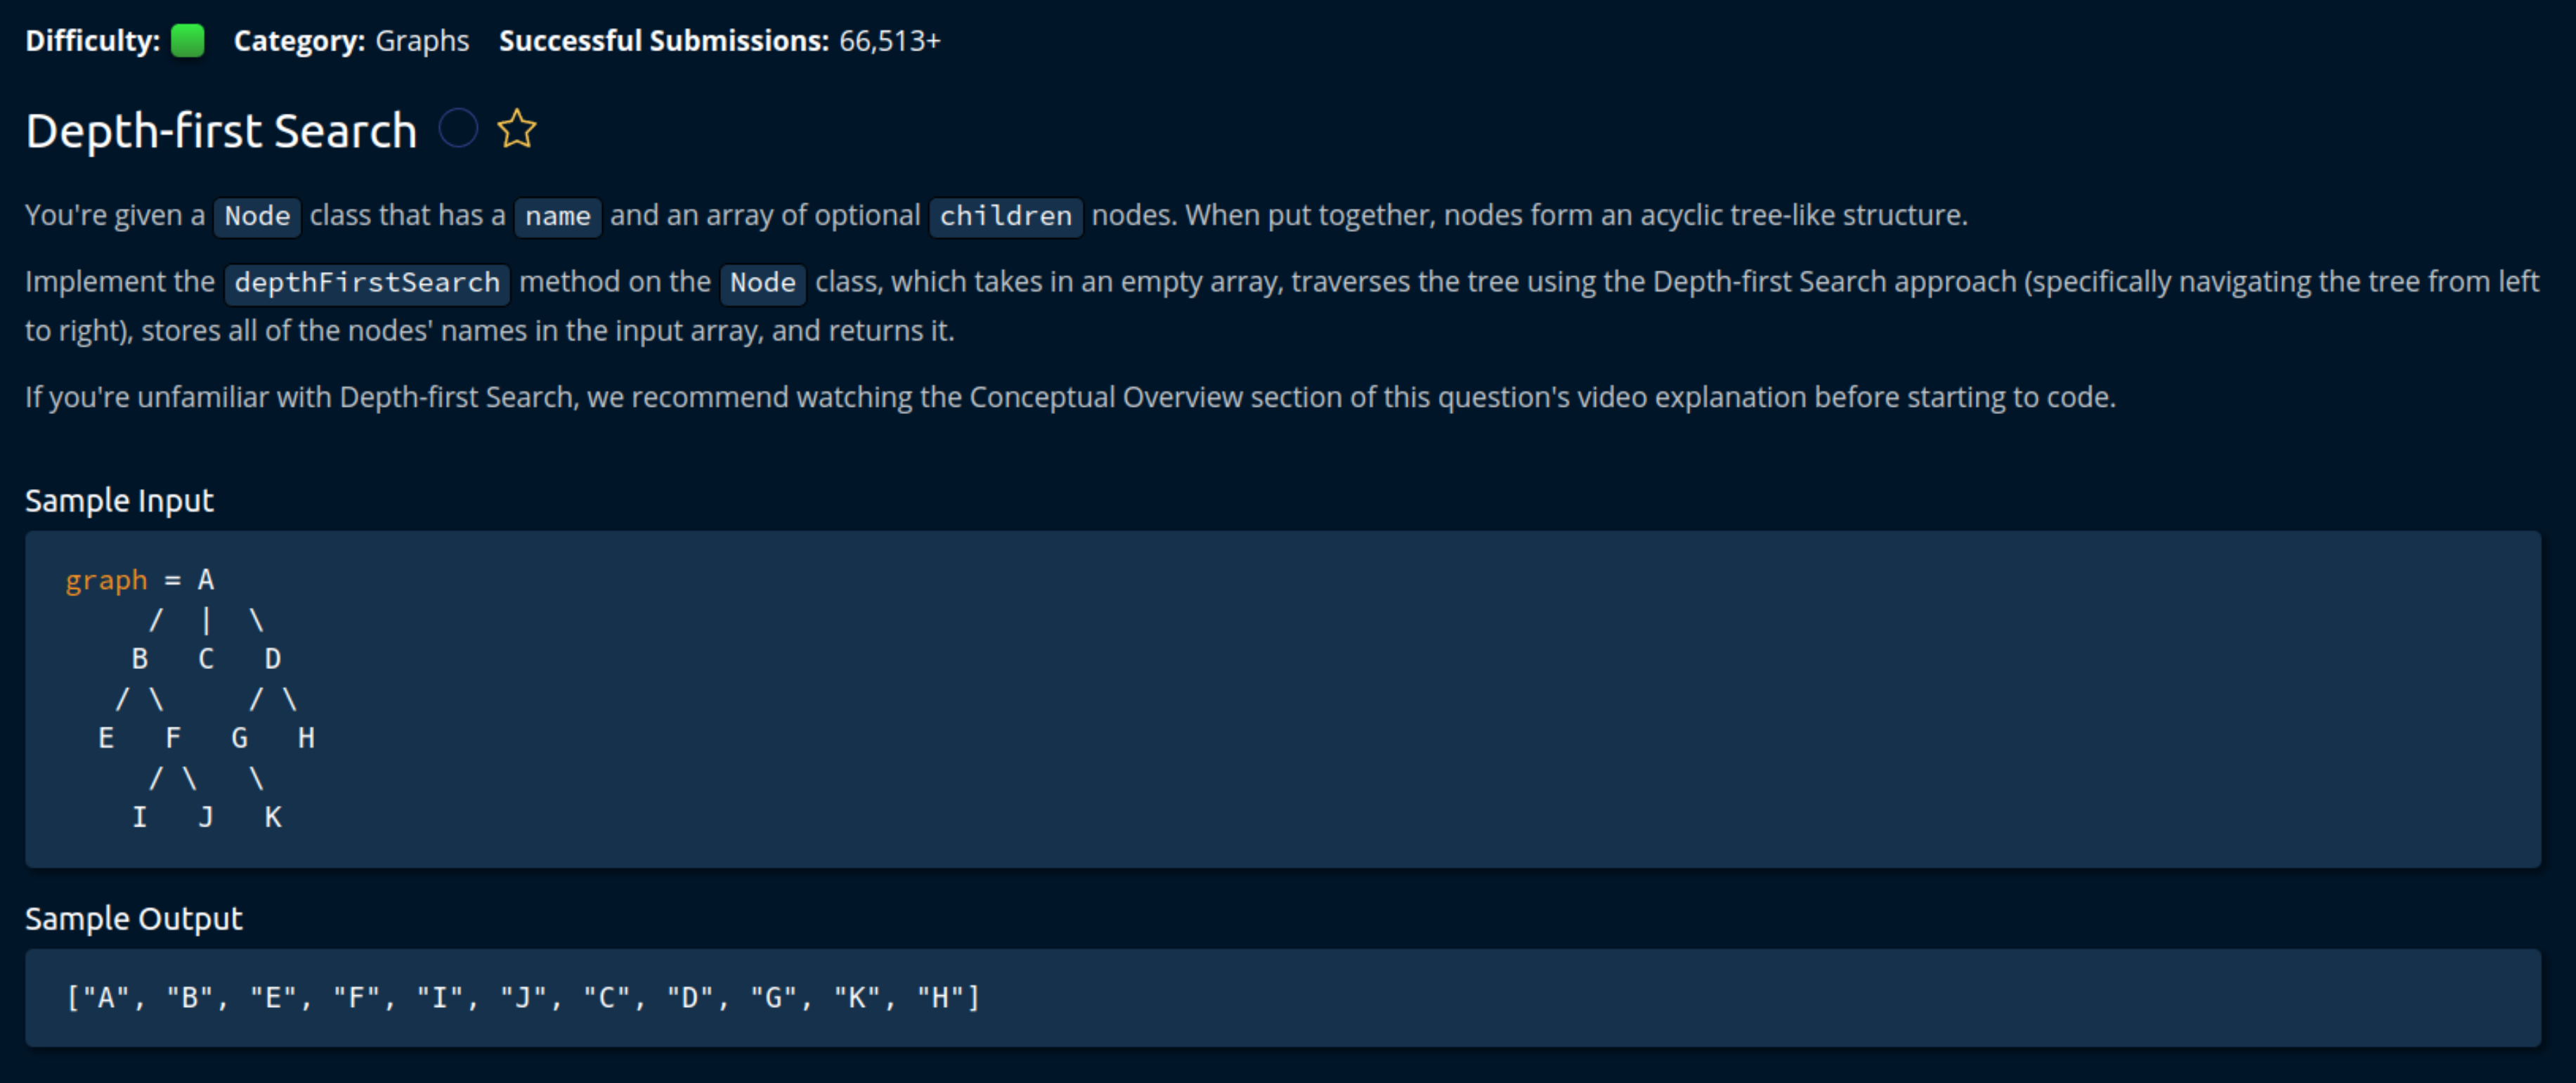 Difficulty: Category: Graphs Successful Submissions: 66,513+
Depth-first Search
You're given a Node class that has a name and an array of optional children nodes. When put together, nodes form an acyclic tree-like structure.
Implement the depthFirstSearch method on the Node class, which takes in an empty array, traverses the tree using the Depth-first Search approach (specifically navigating the tree from left
to right), stores all of the nodes' names in the input array, and returns it.
If you're unfamiliar with Depth-first Search, we recommend watching the Conceptual Overview section of this question's video explanation before starting to code.
Sample Input
graph = A
     /  |  \
    B   C   D
   / \     / \
  E   F   G   H
     / \   \
    I   J   K
Sample Output
["A", "B", "E", "F", "I", "J", "C", "D", "G", "K", "H"]